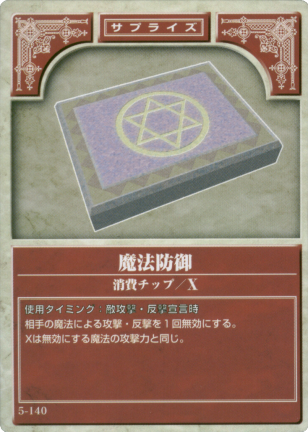 サプライズ
魔法防御
消費チップ／X
使用タイミング：敵攻撃・反撃宣言時
相手の魔法による攻撃・反撃を1回無効にする。
Xは無効にする魔法の攻撃力と同じ。
5-140